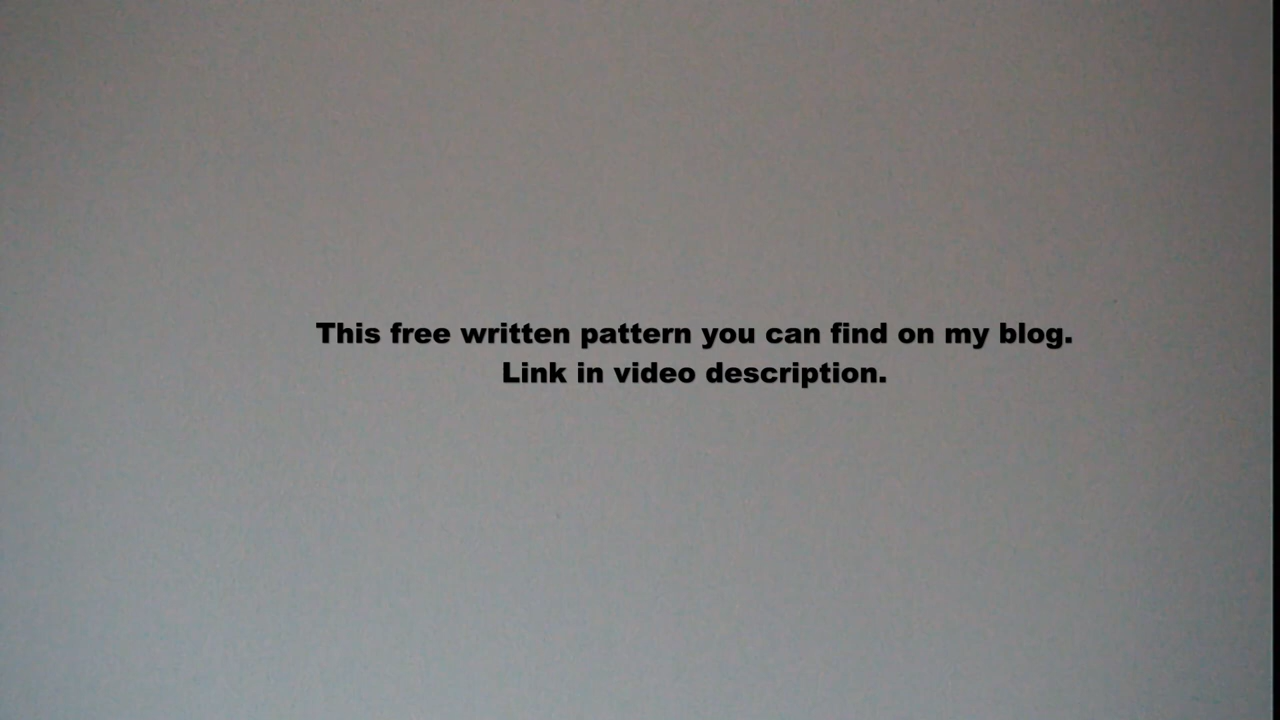 This free written pattern you can find on my blog.
Link in video description.